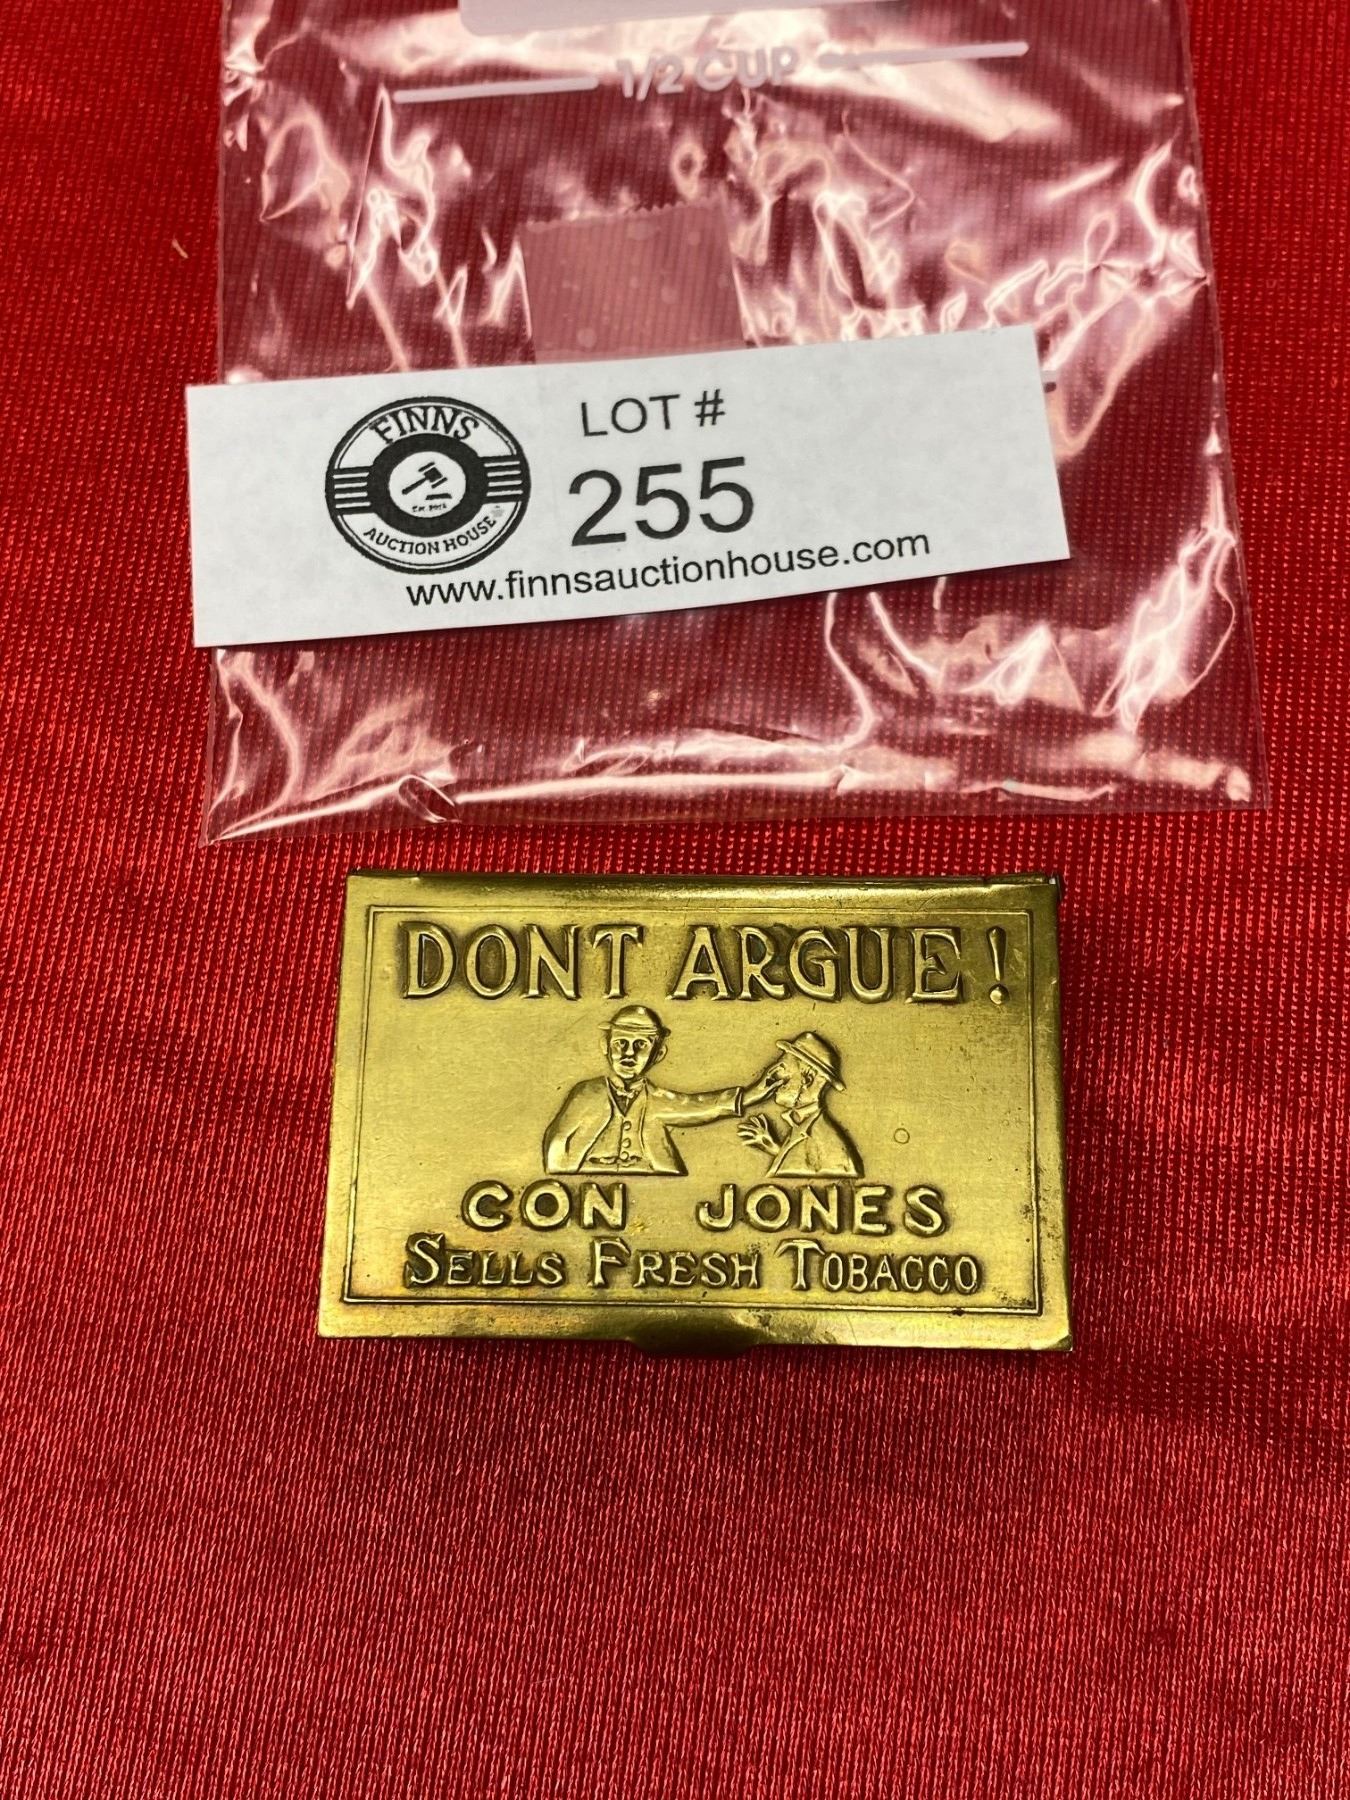 1/2 CUP
FINNS
AUCTION HOUSE
LOT #
255
www.finnsauctionhouse.com
DONT ARGUE!
CON JONES
SELLS FRESH TOBACCO